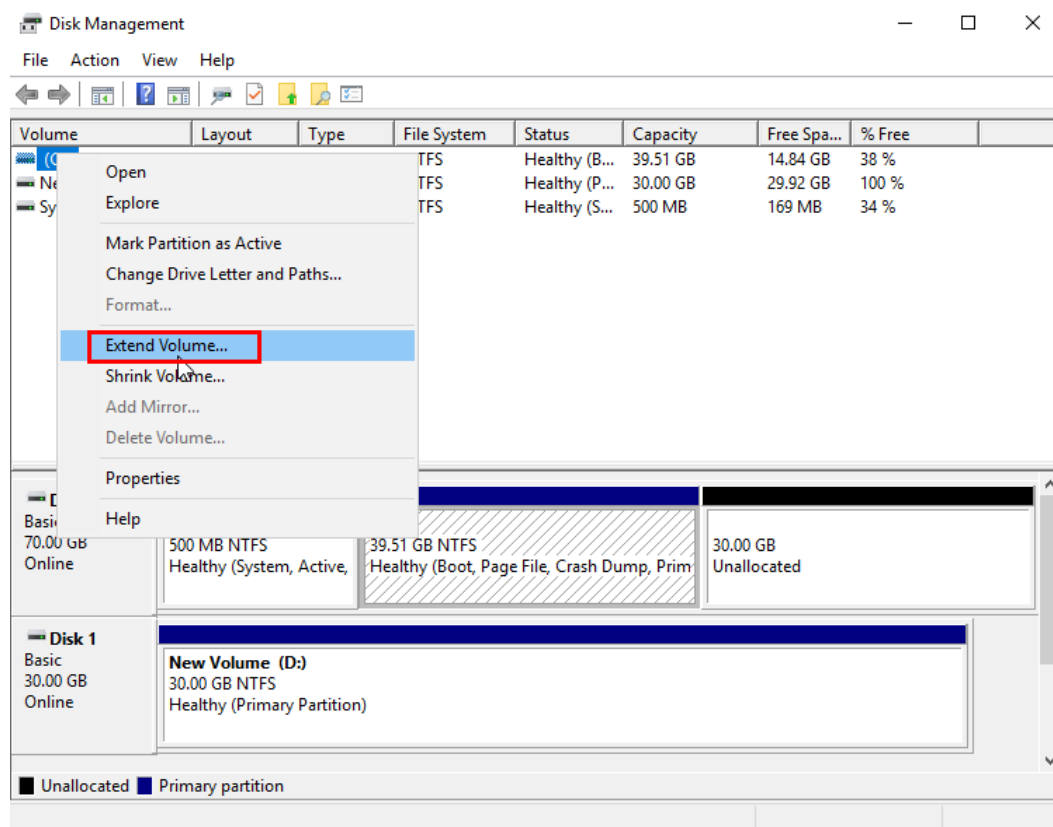 Disk Management
File Action View Help
Volume Layout Type File System Status Capacity Free Spa... % Free
(C TFS Healthy (B... 39.51 GB 14.84 GB 38 %
Ne TFS Healthy (P... 30.00 GB 29.92 GB 100 %
Sy TFS Healthy (S... 500 MB 169 MB 34 %
Open
Explore
Mark Partition as Active
Change Drive Letter and Paths...
Format...
Extend Volume...
Shrink Volume...
Add Mirror...
Delete Volume...
Properties
Help
Basi
70.00 GB
Online
500 MB NTFS
Healthy (System, Active,
39.51 GB NTFS
Healthy (Boot, Page File, Crash Dump, Prim
30.00 GB
Unallocated
Disk 1
Basic
30.00 GB
Online
New Volume (D:)
30.00 GB NTFS
Healthy (Primary Partition)
Unallocated Primary partition